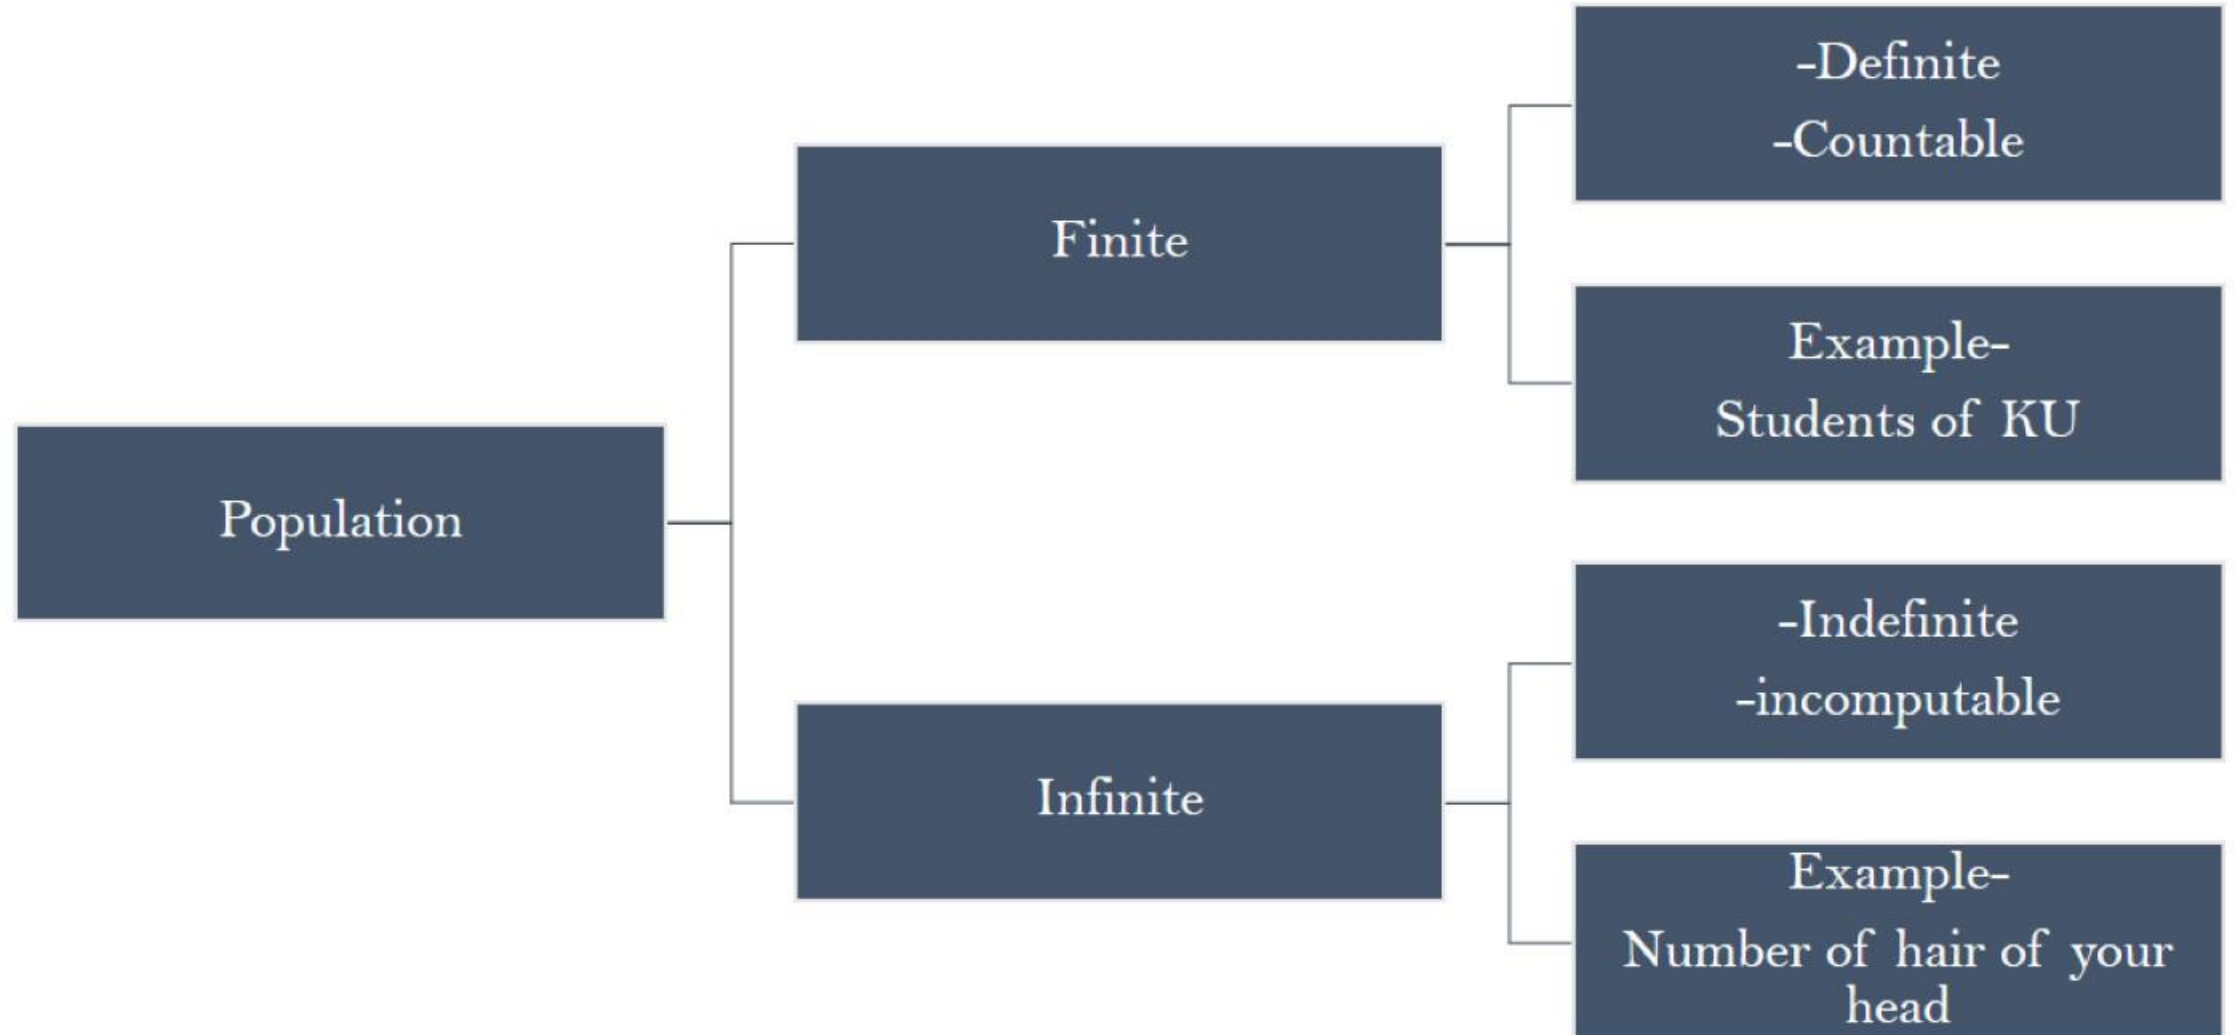 Population
Finite
-Definite
-Countable
Example-
Students of KU
Infinite
-Indefinite
-incomputable
Example-
Number of hair of your
head